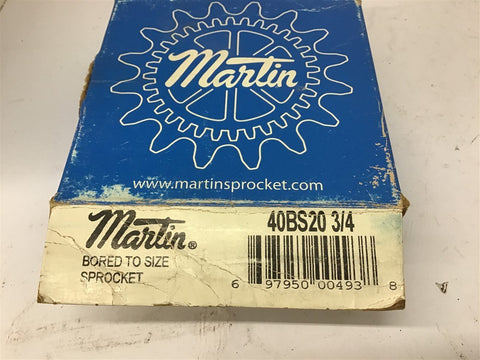 Martin
www.martinsprocket.com
Martin®
BORED TO SIZE
SPROCKET
40BS20 3/4
6 97950 00493 8